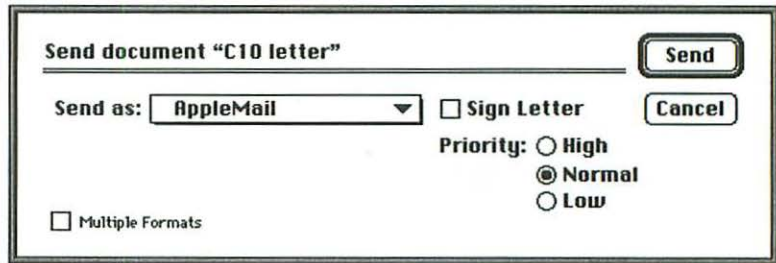 Send document “C10 letter”
Send
Send as: AppleMail
Sign Letter
Cancel
Priority: High
Normal
Low
Multiple Formats